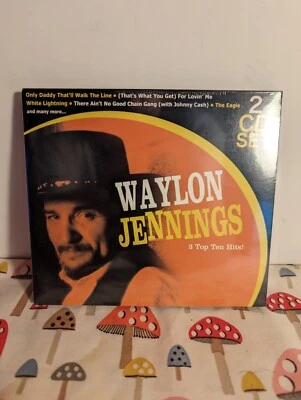 Only Daddy That'll Walk The Line • (That's What You Get) For Lovin' Me
White Lightning • There Ain't No Good Chain Gang (with Johnny Cash) • The Eagle
and many more...
2
CD
SET
WAYLON
JENNINGS
3 Top Ten Hits!